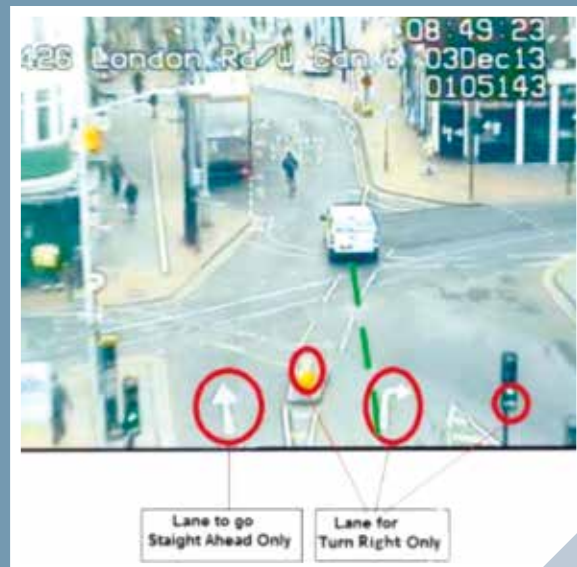 08:49:23
426 London Rd/W Gdn 03Dec13
0105143
Lane to go
Staight Ahead Only
Lane for
Turn Right Only